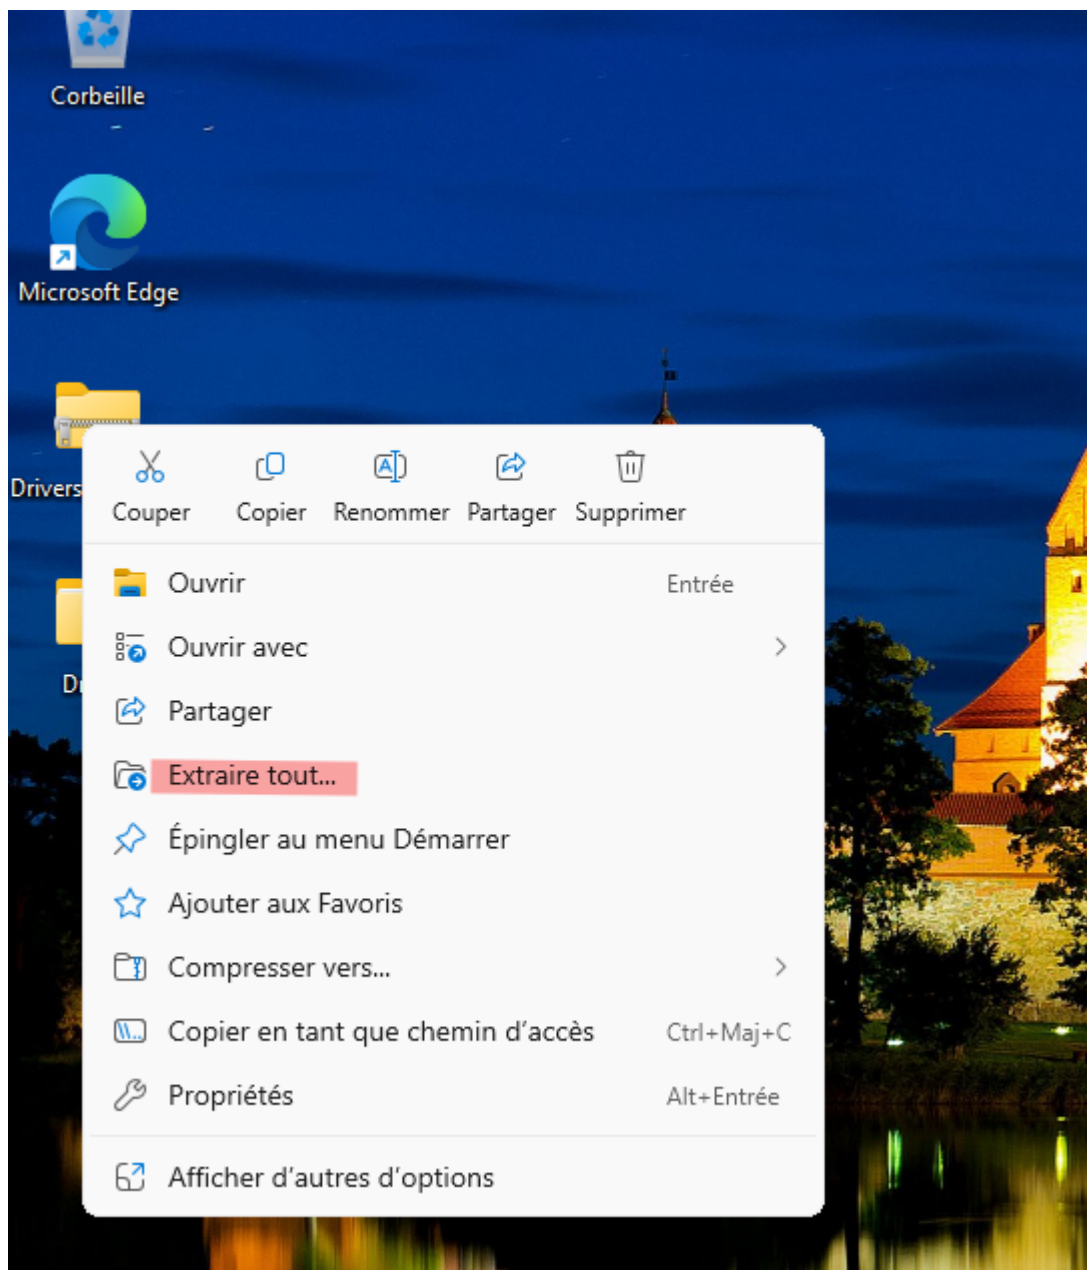 Corbeille
Microsoft Edge
Drivers
Couper Copier Renommer Partager Supprimer
Ouvrir Entrée
Ouvrir avec
Partager
Extraire tout...
Épingler au menu Démarrer
Ajouter aux Favoris
Compresser vers...
Copier en tant que chemin d’accès Ctrl+Maj+C
Propriétés Alt+Entrée
Afficher d’autres d’options